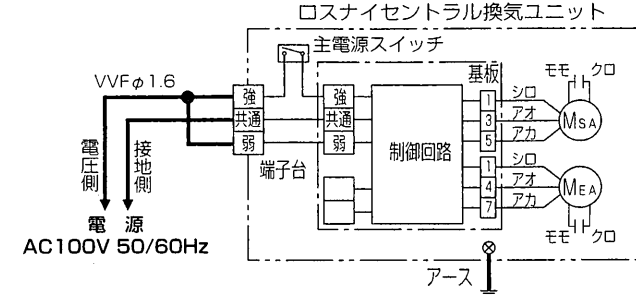 ロスナイセントラル換気ユニット
主電源スイッチ
VVFφ1.6
強
共通
弱
端子台
強
共通
弱
基板
制御回路
1
3
5
シロ
アオ
アカ
モモ
クロ
MSA
1
4
7
シロ
アオ
アカ
MEA
モモ
クロ
電圧側
接地側
電 源
AC100V 50/60Hz
アース